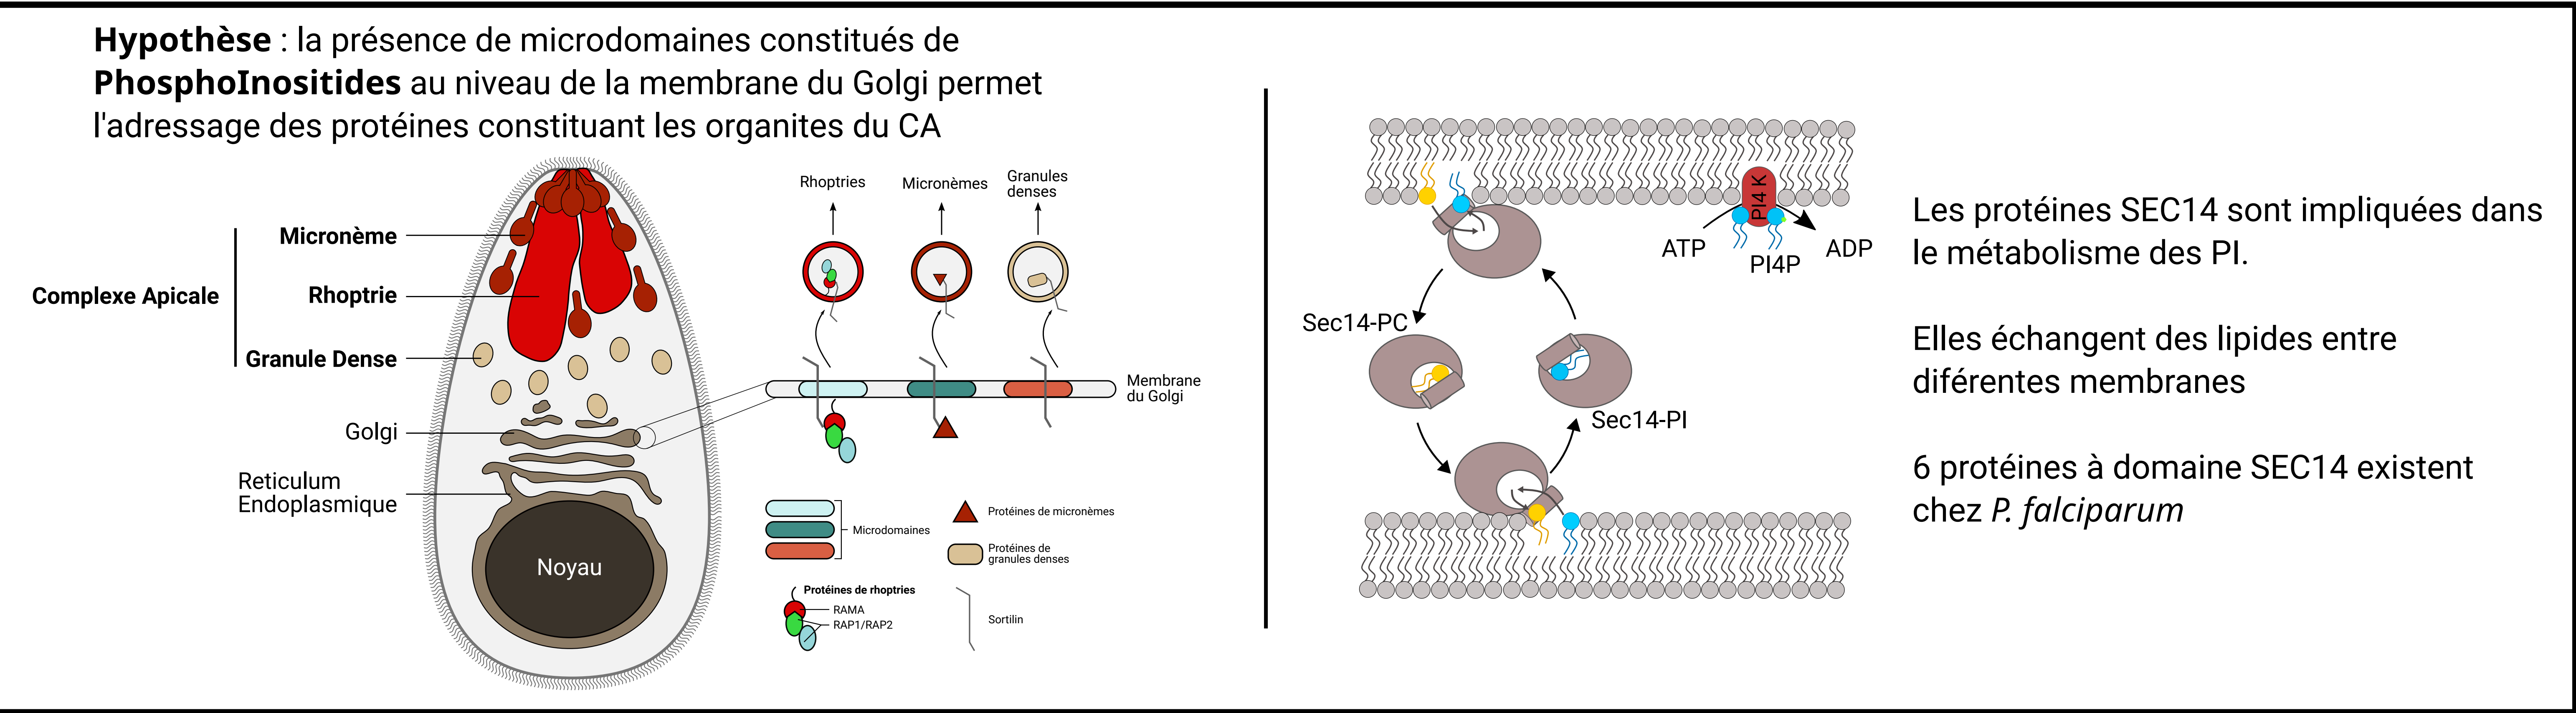 Hypothèse : la présence de microdomaines constitués de
PhosphoInositides au niveau de la membrane du Golgi permet
l'adressage des protéines constituant les organites du CA
Complexe Apicale
Micronème
Rhoptrie
Granule Dense
Golgi
Reticulum
Endoplasmique
Noyau
Rhoptries
Micronèmes
Granules
denses
Membrane
du Golgi
Microdomaines
Protéines de micronèmes
Protéines de
granules denses
Protéines de rhoptries
RAMA
RAP1/RAP2
Sortilin
PI4 K
ATP
PI4P
ADP
Sec14-PC
Sec14-PI
Les protéines SEC14 sont impliquées dans
le métabolisme des PI.
Elles échangent des lipides entre
diférentes membranes
6 protéines à domaine SEC14 existent
chez P. falciparum